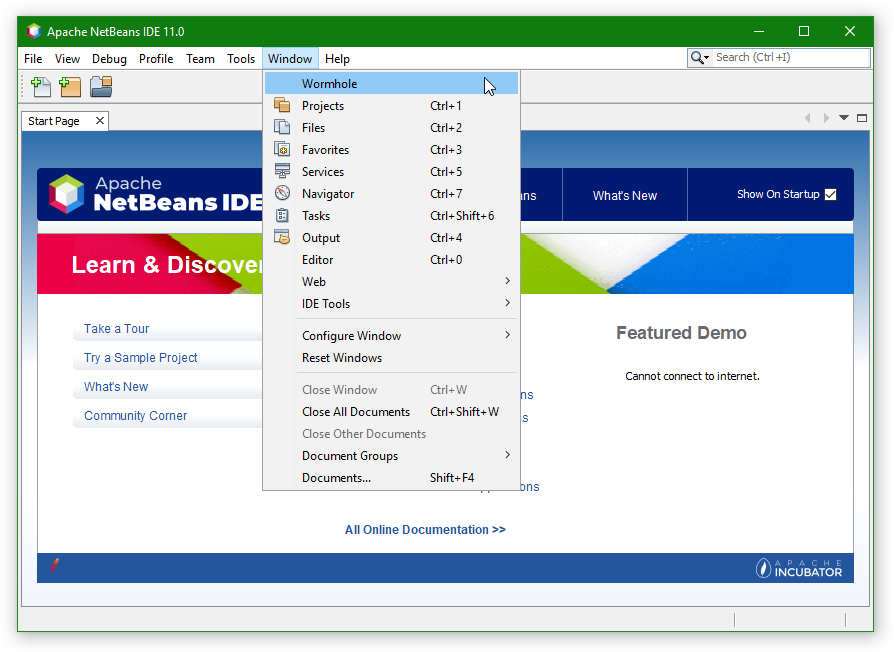 Apache NetBeans IDE 11.0
File View Debug Profile Team Tools Window Help
Search (Ctrl+I)
Wormhole
Projects Ctrl+1
Files Ctrl+2
Favorites Ctrl+3
Services Ctrl+5
Navigator Ctrl+7
Tasks Ctrl+Shift+6
Output Ctrl+4
Editor Ctrl+0
Web
IDE Tools
Configure Window
Reset Windows
Close Window Ctrl+W
Close All Documents Ctrl+Shift+W
Close Other Documents
Document Groups
Documents... Shift+F4
Start Page
Apache
NetBeans IDE
What's New
Show On Startup
Learn & Discover
Take a Tour
Try a Sample Project
What's New
Community Corner
Featured Demo
Cannot connect to internet.
All Online Documentation >>
APACHE
INCUBATOR